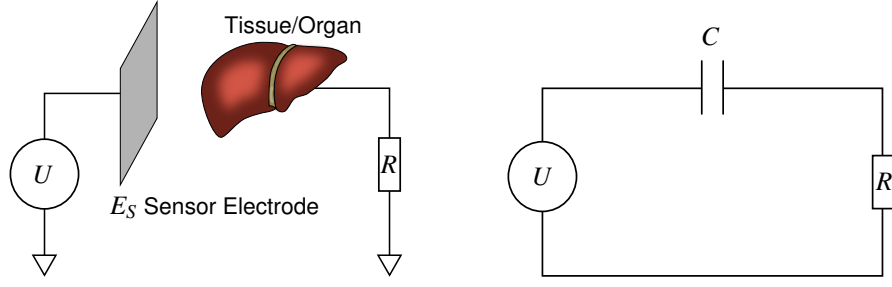 Tissue/Organ
U
R
E_S Sensor Electrode
C
U
R